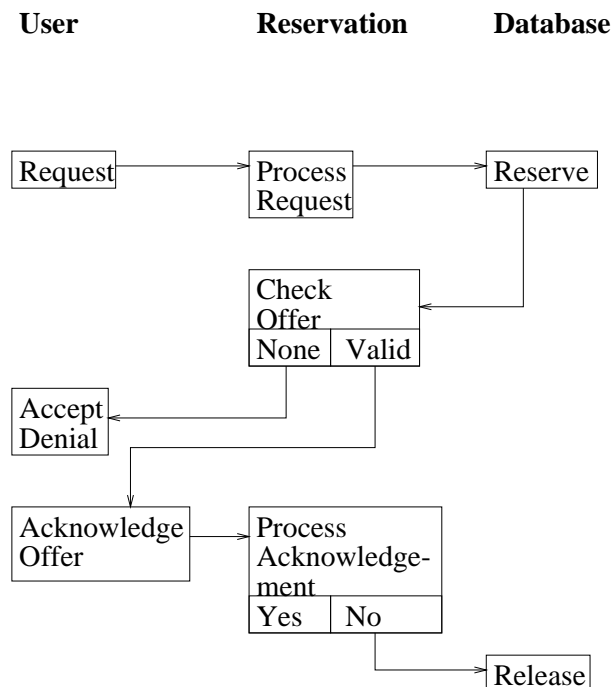 User Reservation Database
Request
Process
Request
Reserve
Check
Offer
None Valid
Accept
Denial
Acknowledge
Offer
Process
Acknowledge-
ment
Yes No
Release